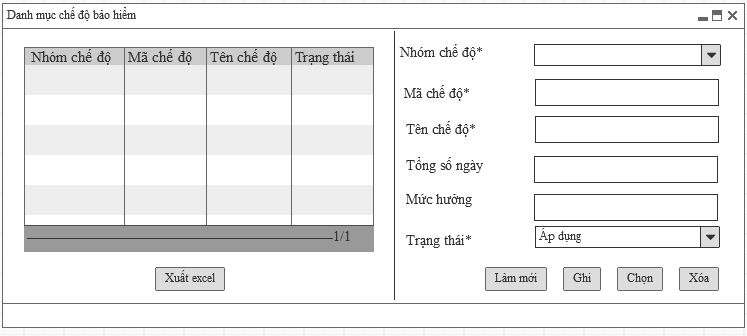 Danh mục chế độ bảo hiểm
Nhóm chế độ Mã chế độ Tên chế độ Trạng thái
1/1
Xuất excel
Nhóm chế độ*
Mã chế độ*
Tên chế độ*
Tổng số ngày
Mức hưởng
Trạng thái* Áp dụng
Làm mới Ghi Chọn Xóa